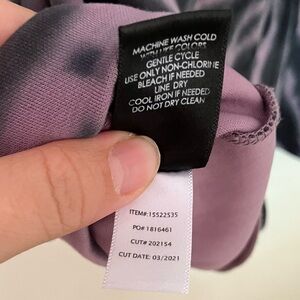 MACHINE WASH COLD
WITH LIKE COLORS
GENTLE CYCLE
USE ONLY NON-CHLORINE
BLEACH IF NEEDED
LINE DRY
COOL IRON IF NEEDED
DO NOT DRY CLEAN
ITEM#:15522535
PO# 1816461
CUT# 202154
CUT DATE: 03/2021